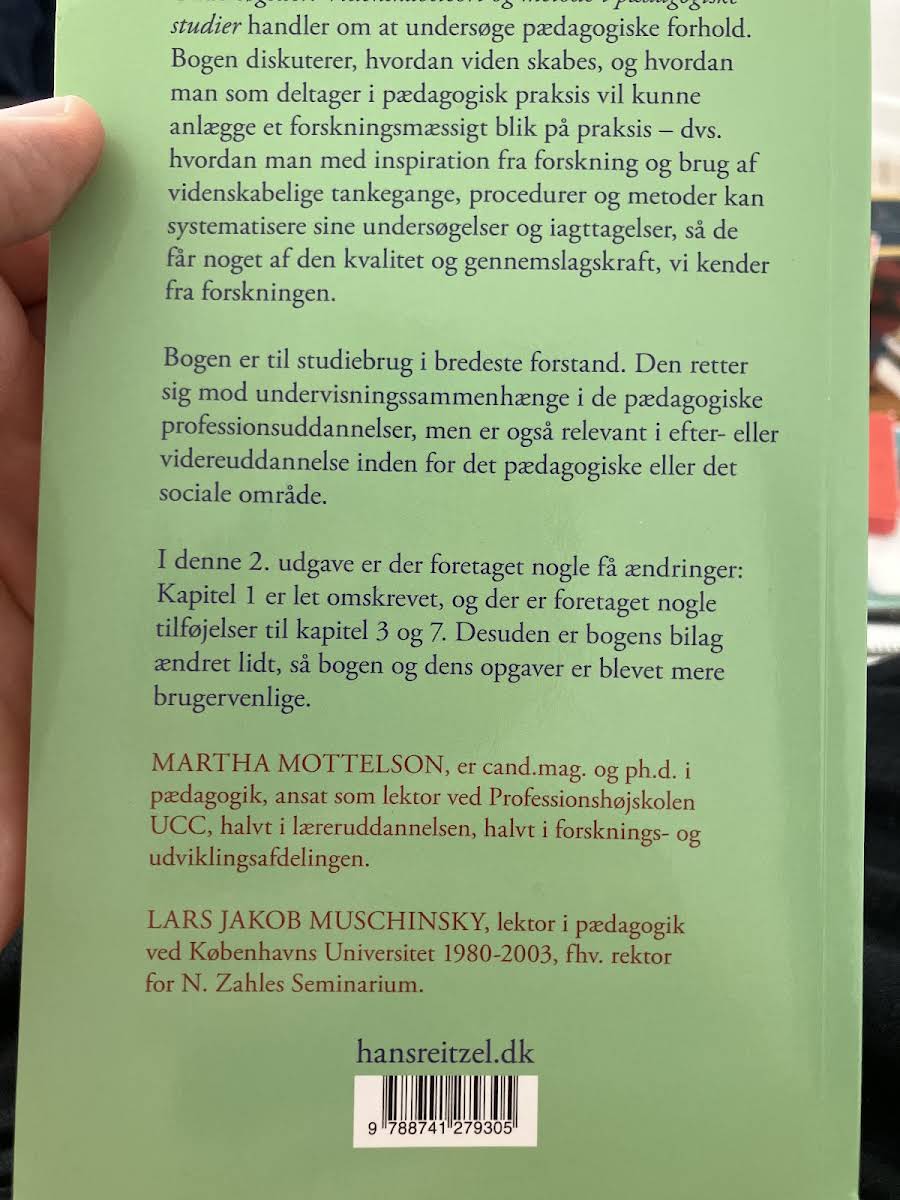 videnskabsteori og metode i pædagogiske
studier handler om at undersøge pædagogiske forhold.
Bogen diskuterer, hvordan viden skabes, og hvordan
man som deltager i pædagogisk praksis vil kunne
anlægge et forskningsmæssigt blik på praksis – dvs.
hvordan man med inspiration fra forskning og brug af
videnskabelige tankegange, procedurer og metoder kan
systematisere sine undersøgelser og iagttagelser, så de
får noget af den kvalitet og gennemslagskraft, vi kender
fra forskningen.
Bogen er til studiebrug i bredeste forstand. Den retter
sig mod undervisningssammenhænge i de pædagogiske
professionsuddannelser, men er også relevant i efter- eller
videreuddannelse inden for det pædagogiske eller det
sociale område.
I denne 2. udgave er der foretaget nogle få ændringer:
Kapitel 1 er let omskrevet, og der er foretaget nogle
tilføjelser til kapitel 3 og 7. Desuden er bogens bilag
ændret lidt, så bogen og dens opgaver er blevet mere
brugervenlige.
MARTHA MOTTELSON, er cand.mag. og ph.d. i
pædagogik, ansat som lektor ved Professionshøjskolen
UCC, halvt i læreruddannelsen, halvt i forsknings- og
udviklingsafdelingen.
LARS JAKOB MUSCHINSKY, lektor i pædagogik
ved Københavns Universitet 1980-2003, fhv. rektor
for N. Zahles Seminarium.
hansreitzel.dk
9 788741 279305